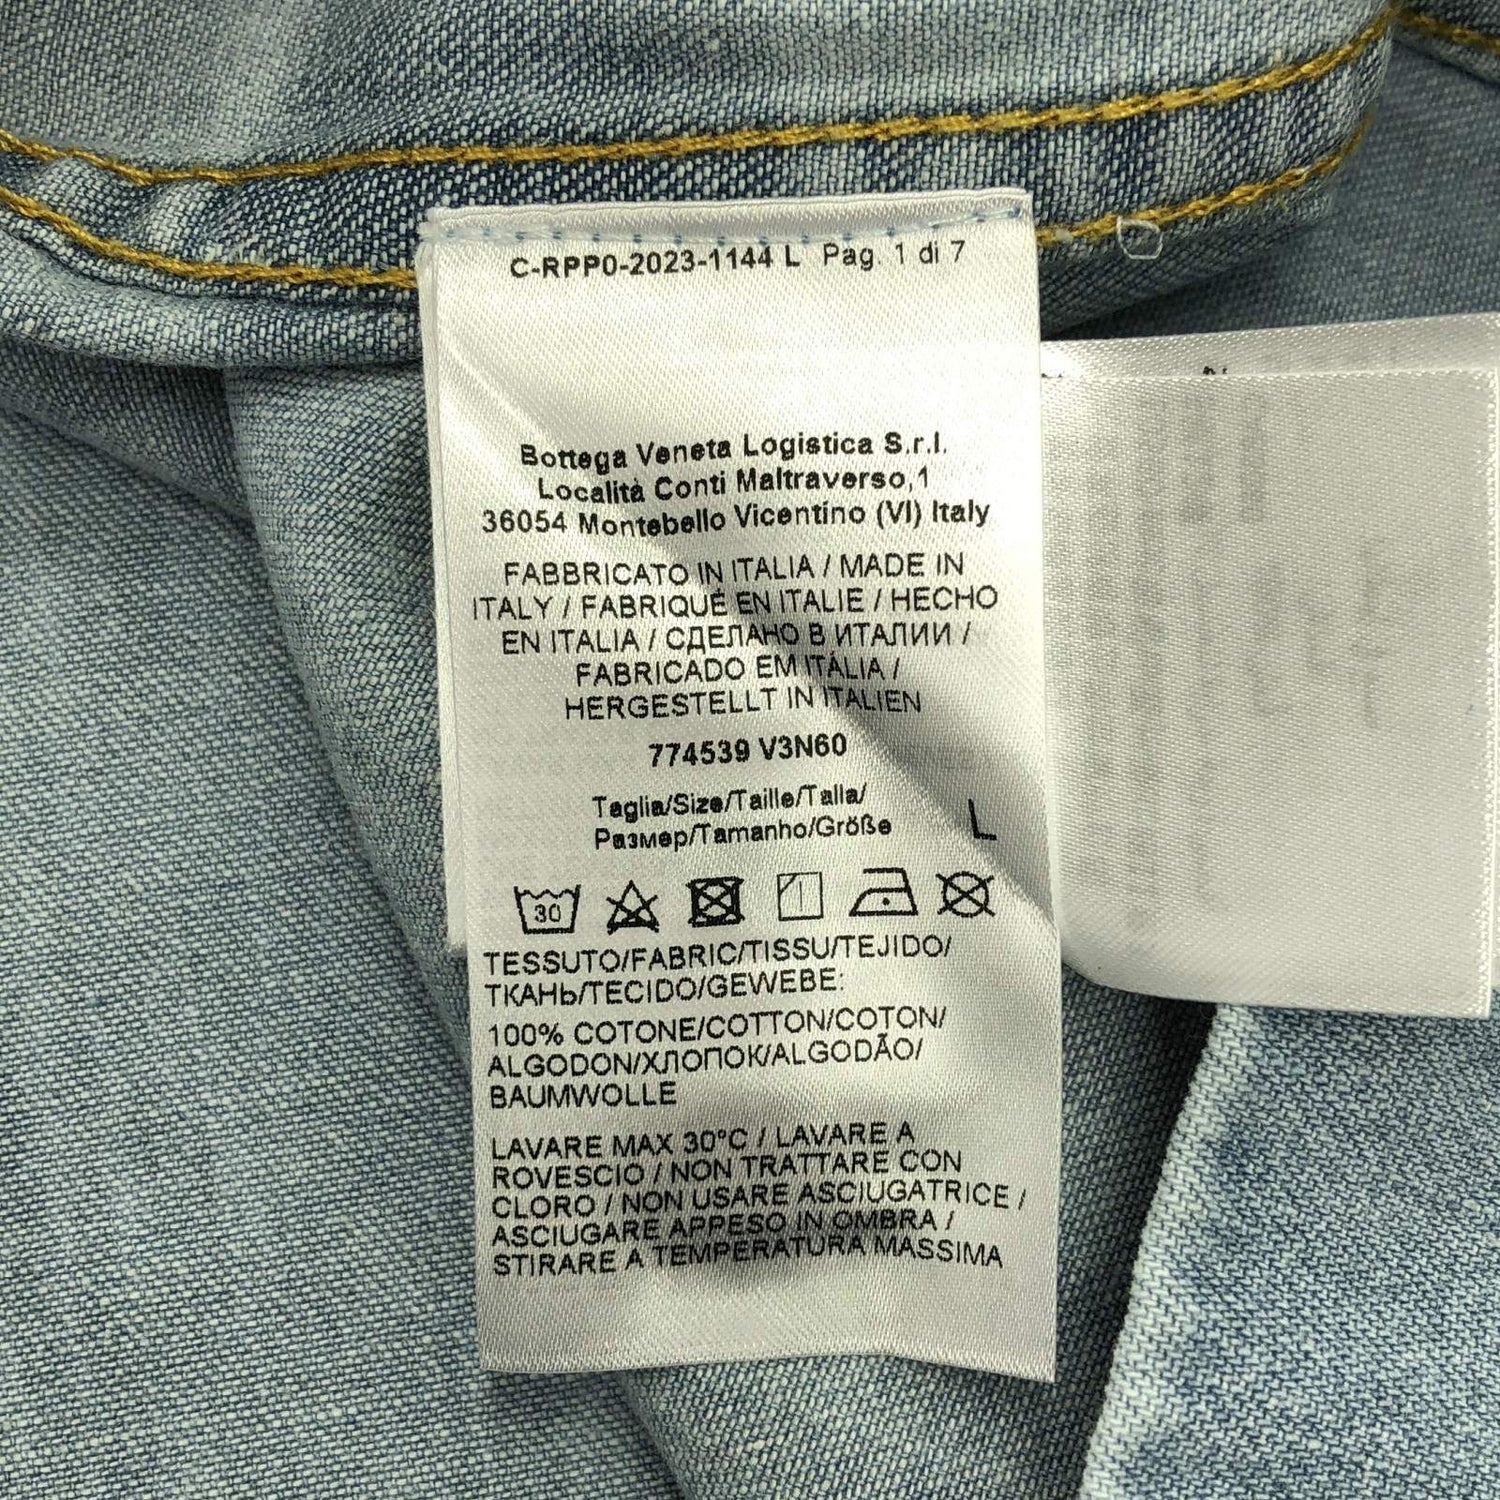 C-RPP0-2023-1144 L Pag. 1 di 7
Bottega Veneta Logistica S.r.l.
Località Conti Maltraverso,1
36054 Montebello Vicentino (VI) Italy
FABBRICATO IN ITALIA / MADE IN
ITALY / FABRIQUÉ EN ITALIE / HECHO
EN ITALIA / СДЕЛАНО В ИТАЛИИ /
FABRICADO EM ITÁLIA /
HERGESTELLT IN ITALIEN
774539 V3N60
Taglia/Size/Taille/Talla/
Размер/Tamanho/Größe L
30
TESSUTO/FABRIC/TISSU/TEJIDO/
ТКАНЬ/TECIDO/GEWEBE:
100% COTONE/COTTON/COTON/
ALGODON/ХЛОПОК/ALGODÃO/
BAUMWOLLE
LAVARE MAX 30°C / LAVARE A
ROVESCIO / NON TRATTARE CON
CLORO / NON USARE ASCIUGATRICE /
ASCIUGARE APPESO IN OMBRA /
STIRARE A TEMPERATURA MASSIMA